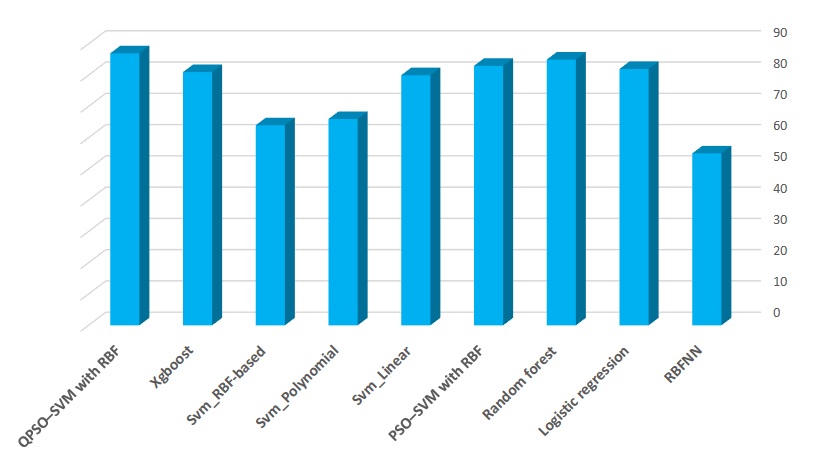 90
80
70
60
50
40
30
20
10
0
QPSO–SVM with RBF
Xgboost
Svm_RBF-based
Svm_Polynomial
Svm_Linear
PSO–SVM with RBF
Random forest
Logistic regression
RBFNN